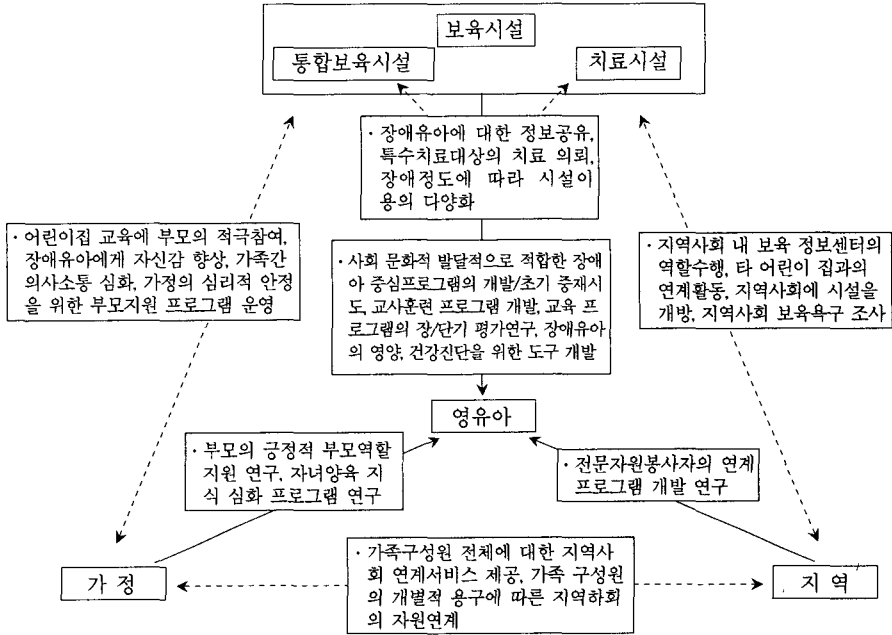 보육시설
통합보육시설
치료시설
· 장애유아에 대한 정보공유,
특수치료대상의 치료 의뢰,
장애정도에 따라 시설이
용의 다양화
· 어린이집 교육에 부모의 적극참여,
장애유아에게 자신감 향상, 가족간
의사소통 심화, 가정의 심리적 안정
을 위한 부모지원 프로그램 운영
· 사회 문화적 발달적으로 적합한 장애
아 중심프로그램의 개발/초기 중재시
도, 교사훈련 프로그램 개발, 교육 프
로그램의 장/단기 평가연구, 장애유아
의 영양, 건강진단을 위한 도구 개발
· 지역사회 내 보육 정보센터의
역할수행, 타 어린이 집과의
연계활동, 지역사회에 시설을
개방, 지역사회 보육욕구 조사
영유아
· 부모의 긍정적 부모역할
지원 연구, 자녀양육 지
식 심화 프로그램 연구
· 전문자원봉사자의 연계
프로그램 개발 연구
가 정
· 가족구성원 전체에 대한 지역사
회 연계서비스 제공, 가족 구성원
의 개별적 용구에 따른 지역하회
의 자원연계
지 역